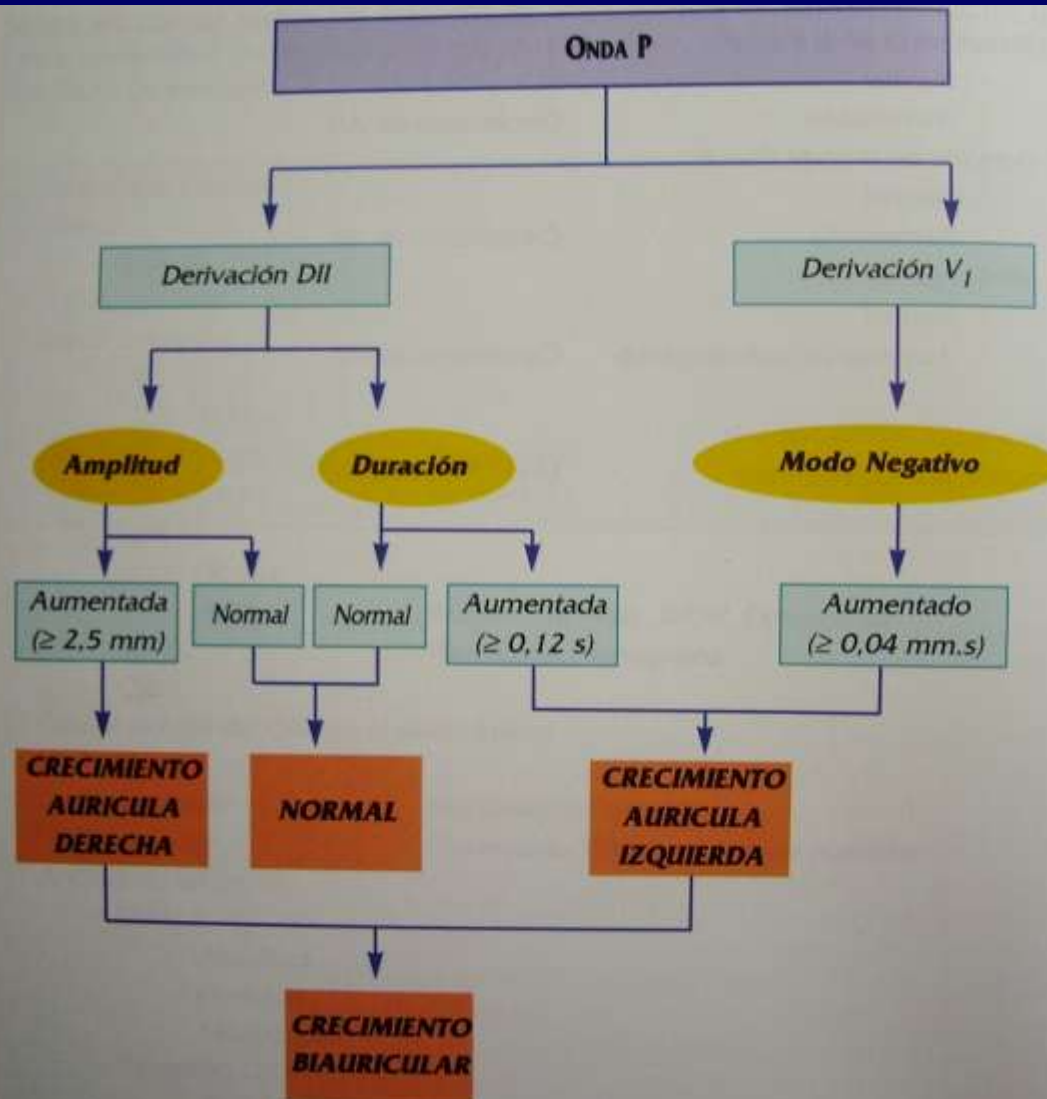 ONDA P
Derivación DII
Derivación V1
Amplitud
Duración
Modo Negativo
Aumentada
(≥ 2,5 mm)
Normal
Normal
Aumentada
(≥ 0,12 s)
Aumentado
(≥ 0,04 mm.s)
CRECIMIENTO
AURICULA
DERECHA
NORMAL
CRECIMIENTO
AURICULA
IZQUIERDA
CRECIMIENTO
BIAURICULAR